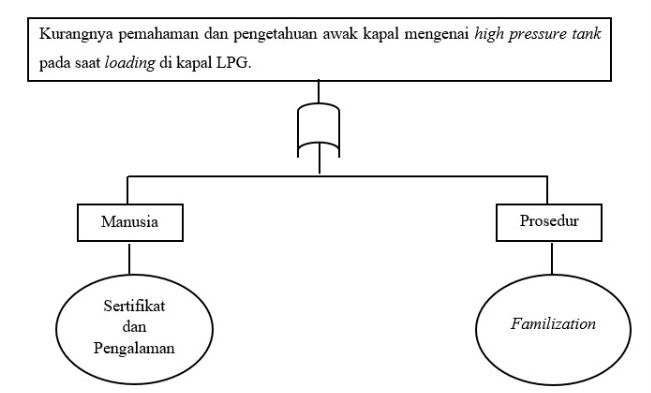 Kurangnya pemahaman dan pengetahuan awak kapal mengenai high pressure tank
pada saat loading di kapal LPG.
Manusia
Prosedur
Sertifikat
dan
Pengalaman
Familization